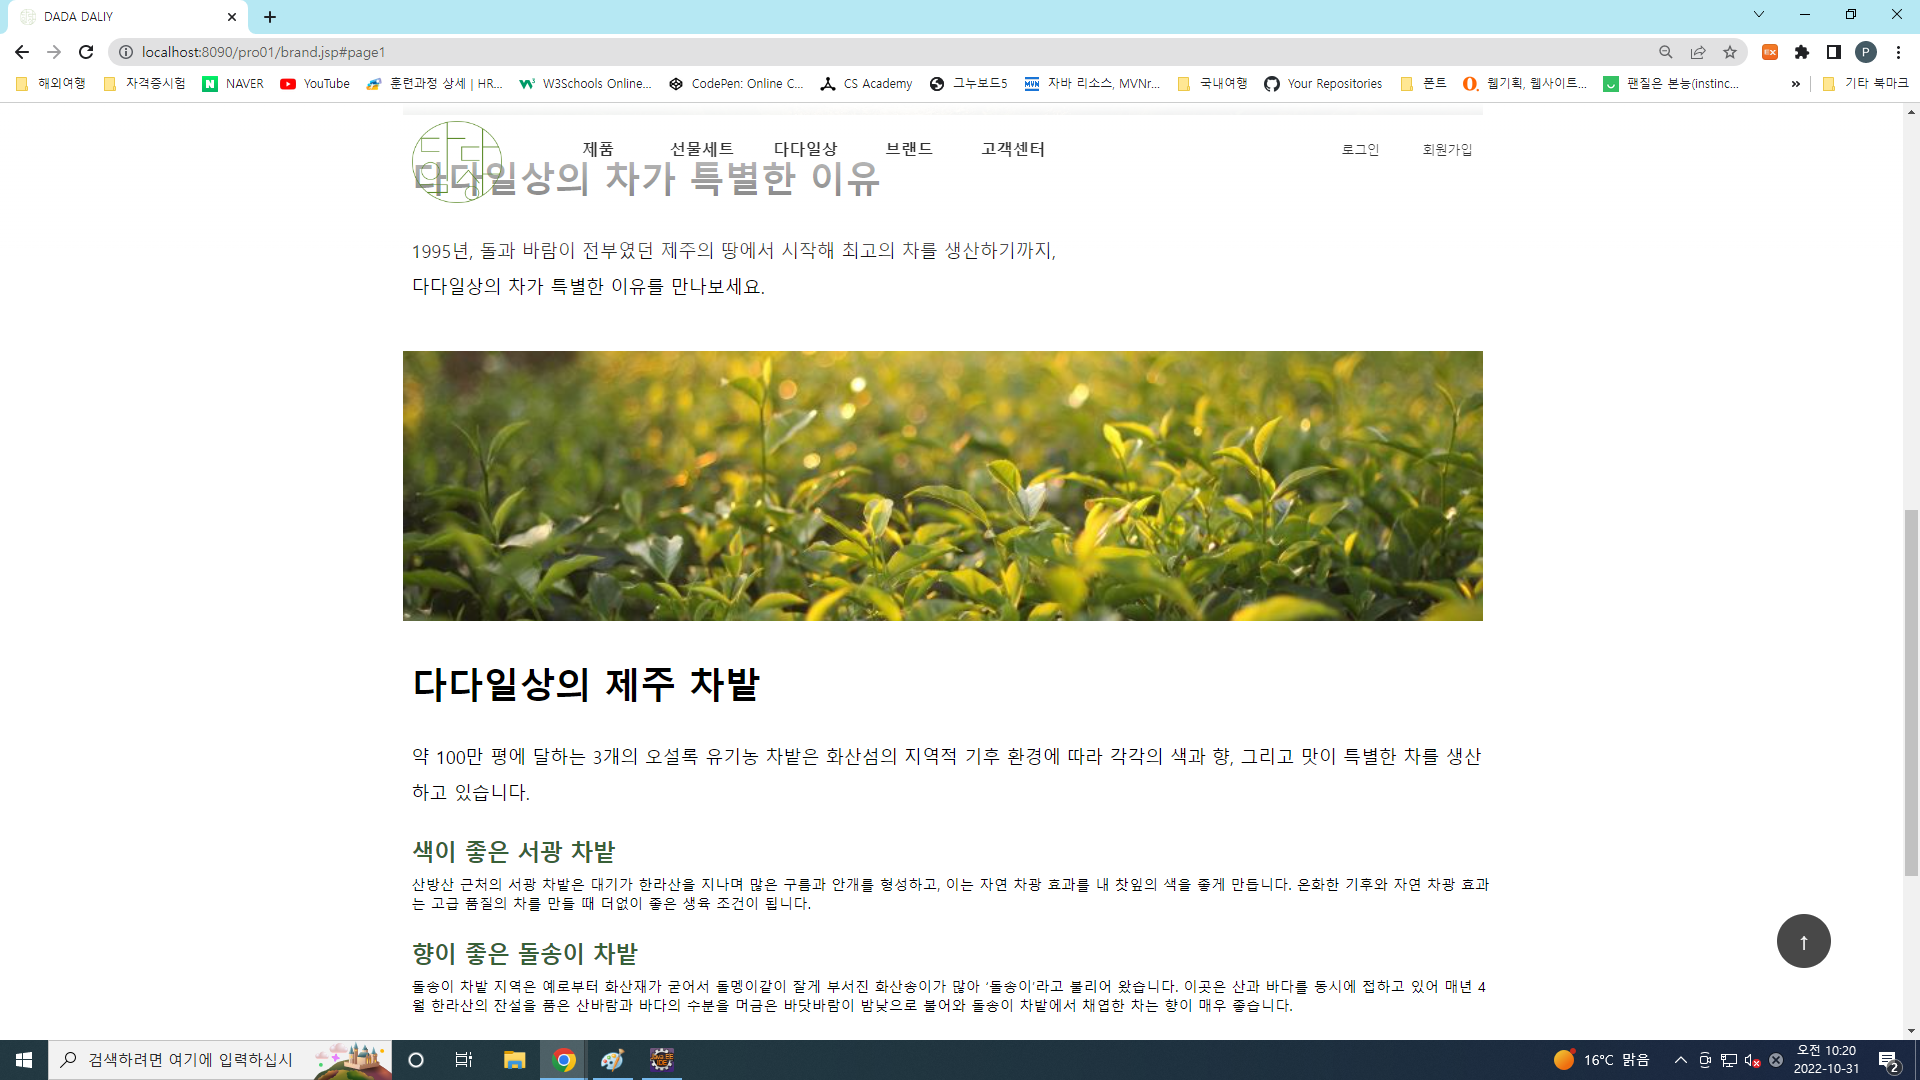 DADA DALIY
localhost:8090/pro01/brand.jsp#page1
EX
P
해외여행 자격증시험 NAVER YouTube 훈련과정 상세 | HR... W3Schools Online... CodePen: Online C... CS Academy 그누보드5 자바 리소스, MVNr... 국내여행 Your Repositories 폰트 웹기획, 웹사이트... 팬질은 본능(instinc... » 기타 북마크
다다일상
제품 선물세트 다다일상 브랜드 고객센터 로그인 회원가입
다다일상의 차가 특별한 이유
1995년, 돌과 바람이 전부였던 제주의 땅에서 시작해 최고의 차를 생산하기까지,
다다일상의 차가 특별한 이유를 만나보세요.
다다일상의 제주 차밭
약 100만 평에 달하는 3개의 오설록 유기농 차밭은 화산섬의 지역적 기후 환경에 따라 각각의 색과 향, 그리고 맛이 특별한 차를 생산
하고 있습니다.
색이 좋은 서광 차밭
산방산 근처의 서광 차밭은 대기가 한라산을 지나며 많은 구름과 안개를 형성하고, 이는 자연 차광 효과를 내 찻잎의 색을 좋게 만듭니다. 온화한 기후와 자연 차광 효과
는 고급 품질의 차를 만들 때 더없이 좋은 생육 조건이 됩니다.
향이 좋은 돌송이 차밭
돌송이 차밭 지역은 예로부터 화산재가 굳어서 돌멩이같이 잘게 부서진 화산송이가 많아 ‘돌송이’라고 불리어 왔습니다. 이곳은 산과 바다를 동시에 접하고 있어 매년 4
월 한라산의 잔설을 품은 산바람과 바다의 수분을 머금은 바닷바람이 밤낮으로 불어와 돌송이 차밭에서 채엽한 차는 향이 매우 좋습니다.
↑
검색하려면 여기에 입력하십시
16°C 맑음
오전 10:20
2022-10-31
2